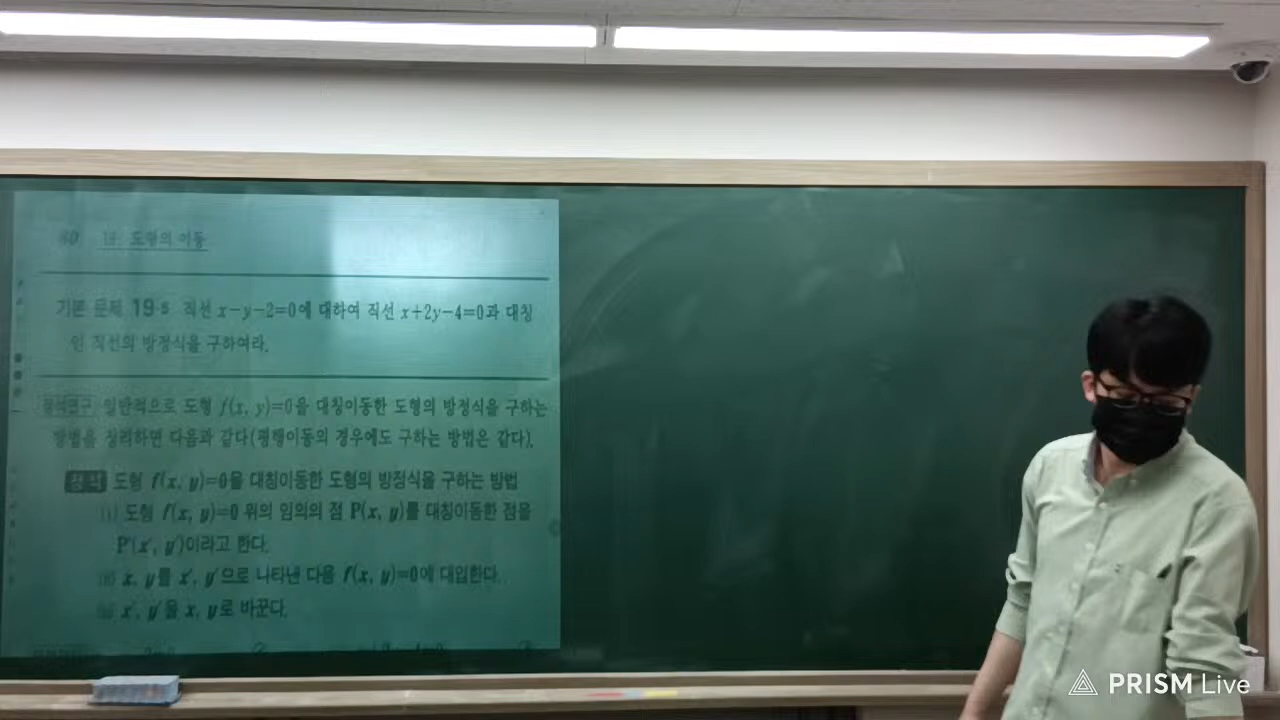 19. 도형의 이동
기본 문제 19-5 직선 x-y-2=0에 대하여 직선 x+2y-4=0과 대칭
인 직선의 방정식을 구하여라.
정석연구 일반적으로 도형 f(x, y)=0을 대칭이동한 도형의 방정식을 구하는
방법을 정리하면 다음과 같다(평행이동의 경우에도 구하는 방법은 같다).
정석 도형 f(x, y)=0을 대칭이동한 도형의 방정식을 구하는 방법
(i) 도형 f(x, y)=0 위의 임의의 점 P(x, y)를 대칭이동한 점을
P'(x', y')이라고 한다.
(ii) x, y를 x', y'으로 나타낸 다음 f(x, y)=0에 대입한다.
(iii) x', y'을 x, y로 바꾼다.
PRISM Live